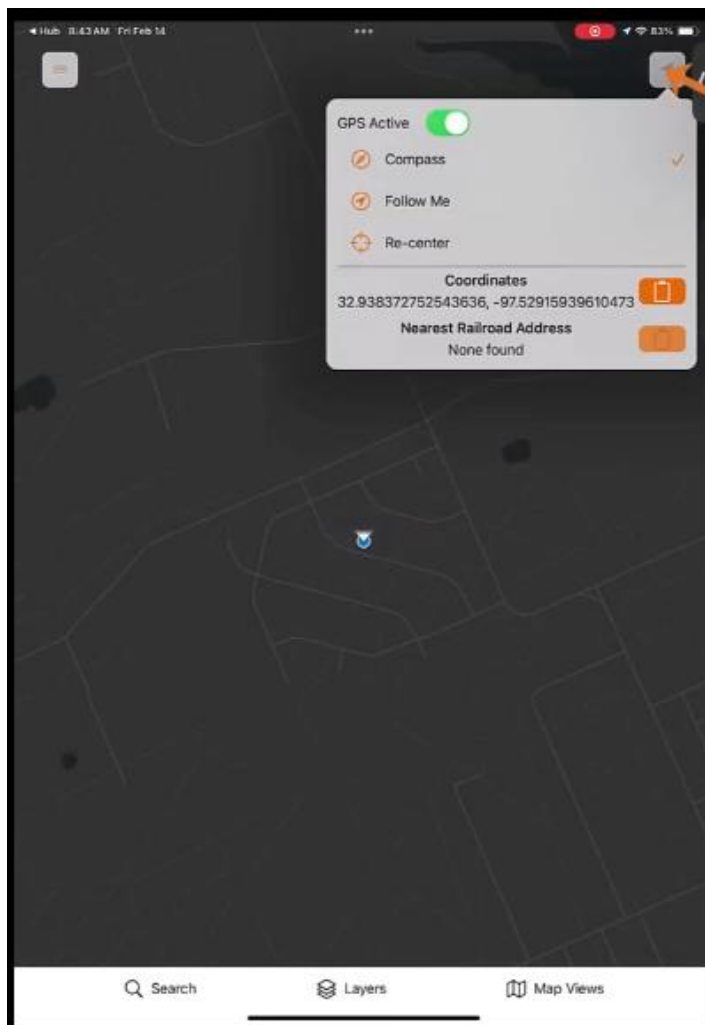 ◀ Hub 8:43 AM Fri Feb 14 83%
GPS Active
Compass
Follow Me
Re-center
Coordinates
32.938372752543636, -97.52915939610473
Nearest Railroad Address
None found
Search Layers Map Views